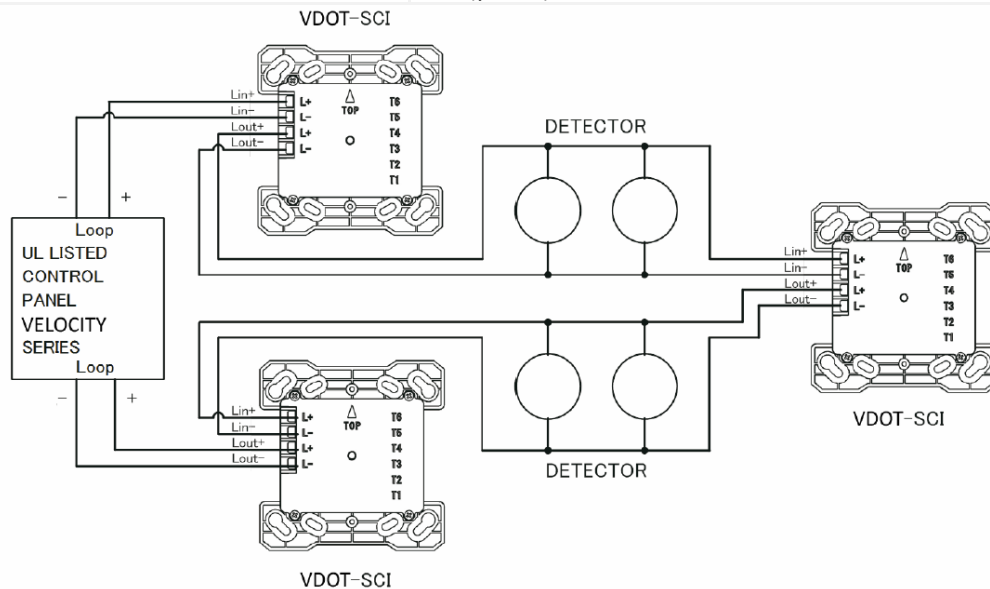 VDOT-SCI
Lin+
Lin-
Lout+
Lout-
L+
L-
L+
L-
TOP
T6
T5
T4
T3
T2
T1
DETECTOR
- +
Loop
UL LISTED
CONTROL
PANEL
VELOCITY
SERIES
Loop
- +
Lin+
Lin-
Lout+
Lout-
L+
L-
L+
L-
TOP
T6
T5
T4
T3
T2
T1
VDOT-SCI
Lin+
Lin-
Lout+
Lout-
L+
L-
L+
L-
TOP
T6
T5
T4
T3
T2
T1
DETECTOR
VDOT-SCI